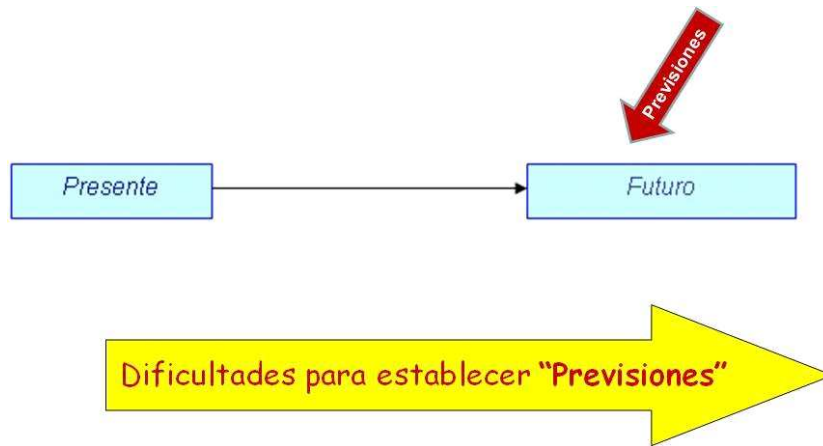 Previsiones
Presente
Futuro
Dificultades para establecer “Previsiones”